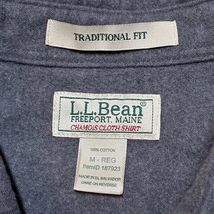 TRADITIONAL FIT
L.L.Bean®
FREEPORT, MAINE
CHAMOIS CLOTH SHIRT
100% COTTON
M - REG
Item ID 187923
MADE IN EL SALVADOR
CARE ON REVERSE